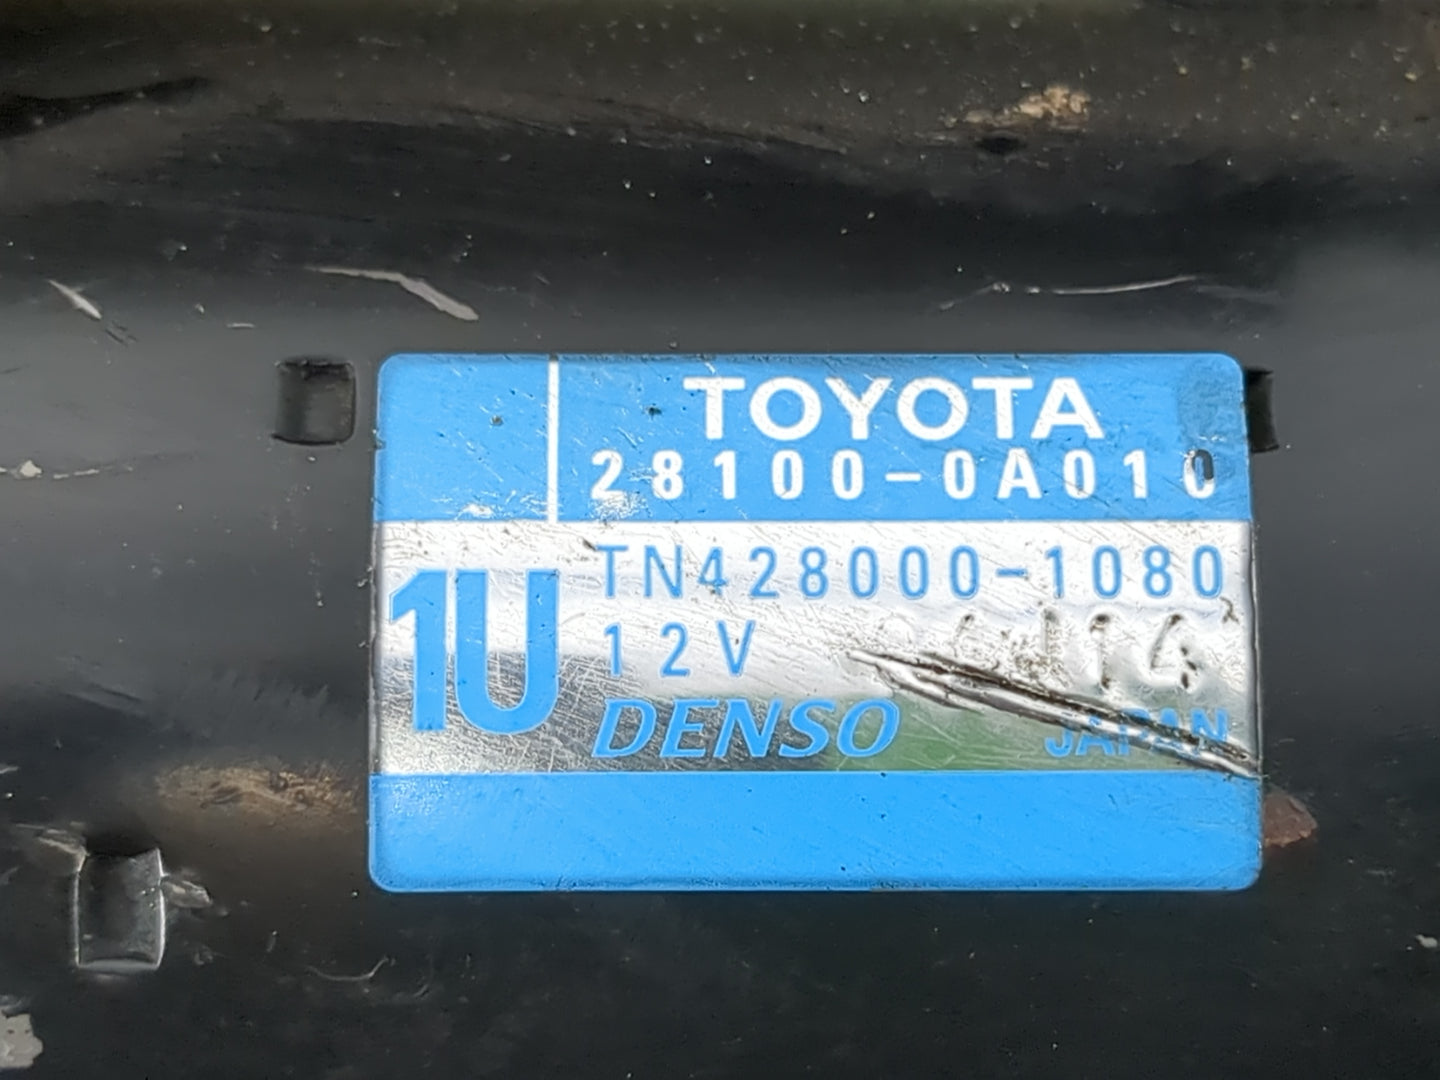 TOYOTA
28100-0A010
1U
TN428000-1080
12V
DENSO
JAPAN